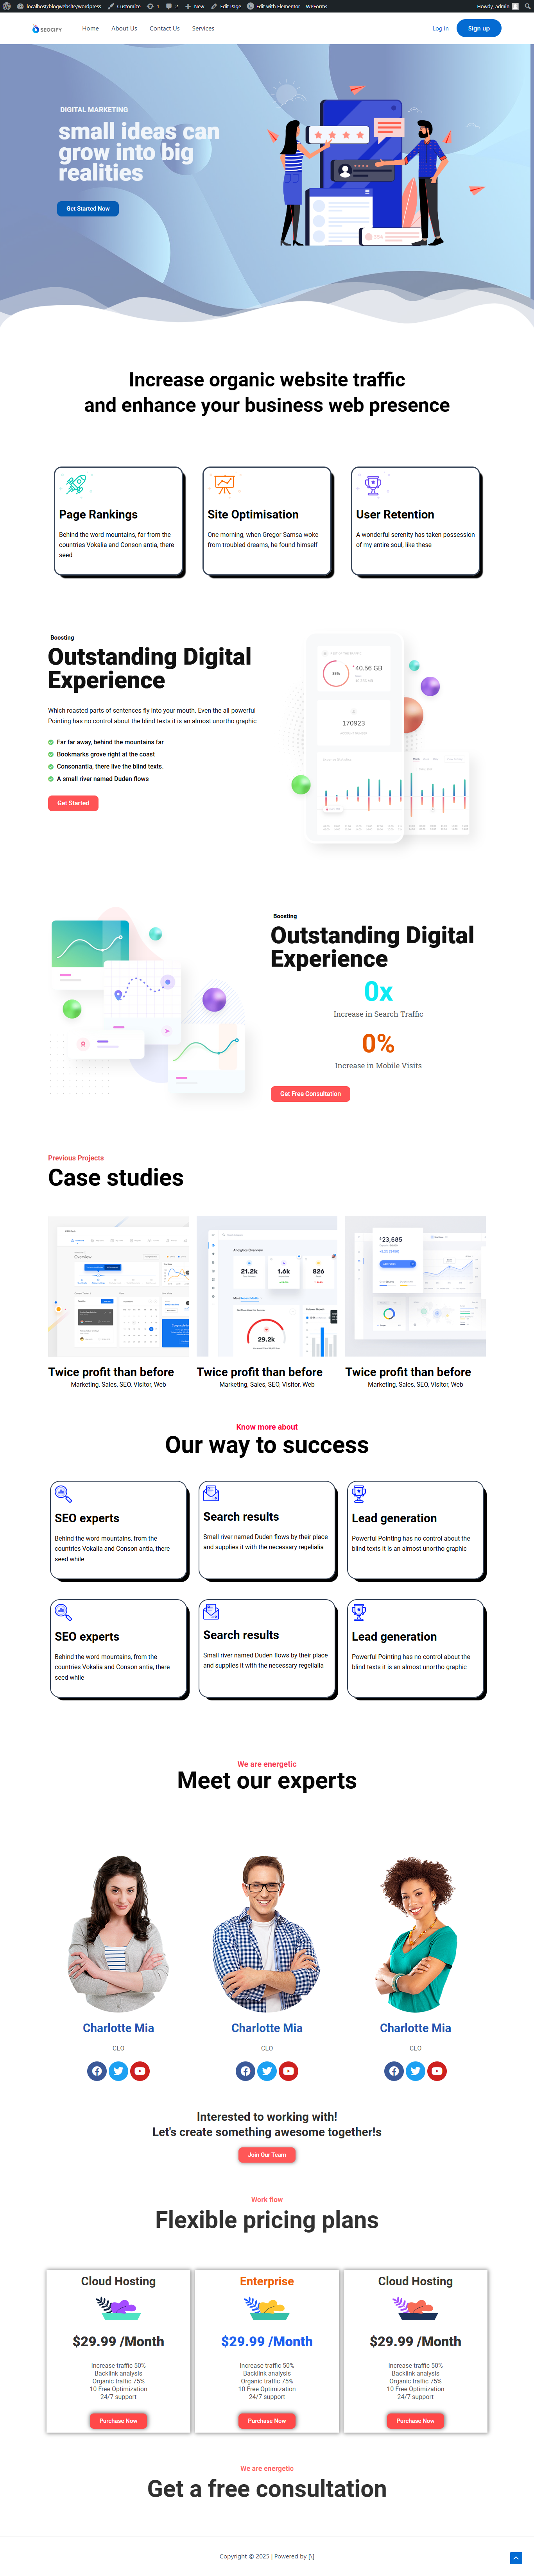 localhost/blogwebsite/wordpress Customize 1 2 New Edit Page Edit with Elementor WPForms Howdy, admin
SEOCIFY Home About Us Contact Us Services Log in Sign up
DIGITAL MARKETING
small ideas can
grow into big
realities
Get Started Now
Increase organic website traffic
and enhance your business web presence
Page Rankings
Behind the word mountains, far from the
countries Vokalia and Conson antia, there
seed
Site Optimisation
One morning, when Gregor Samsa woke
from troubled dreams, he found himself
User Retention
A wonderful serenity has taken possession
of my entire soul, like these
Boosting
Outstanding Digital
Experience
Which roasted parts of sentences fly into your mouth. Even the all-powerful
Pointing has no control about the blind texts it is an almost unortho graphic
Far far away, behind the mountains far
Bookmarks grove right at the coast
Consonantia, there live the blind texts.
A small river named Duden flows
Get Started
85%
40.56 GB
170923
Boosting
Outstanding Digital
Experience
0x
Increase in Search Traffic
0%
Increase in Mobile Visits
Get Free Consultation
Previous Projects
Case studies
Overview
Analytics Overview
21.2k 1.6k 826
29.2k
$23,685
Twice profit than before
Marketing, Sales, SEO, Visitor, Web
Twice profit than before
Marketing, Sales, SEO, Visitor, Web
Twice profit than before
Marketing, Sales, SEO, Visitor, Web
Know more about
Our way to success
SEO experts
Behind the word mountains, from the
countries Vokalia and Conson antia, there
seed while
Search results
Small river named Duden flows by their place
and supplies it with the necessary regelialia
Lead generation
Powerful Pointing has no control about the
blind texts it is an almost unortho graphic
SEO experts
Behind the word mountains, from the
countries Vokalia and Conson antia, there
seed while
Search results
Small river named Duden flows by their place
and supplies it with the necessary regelialia
Lead generation
Powerful Pointing has no control about the
blind texts it is an almost unortho graphic
We are energetic
Meet our experts
Charlotte Mia
CEO
Charlotte Mia
CEO
Charlotte Mia
CEO
Interested to working with!
Let's create something awesome together!s
Join Our Team
Work flow
Flexible pricing plans
Cloud Hosting
$29.99 /Month
Increase traffic 50%
Backlink analysis
Organic traffic 75%
10 Free Optimization
24/7 support
Purchase Now
Enterprise
$29.99 /Month
Increase traffic 50%
Backlink analysis
Organic traffic 75%
10 Free Optimization
24/7 support
Purchase Now
Cloud Hosting
$29.99 /Month
Increase traffic 50%
Backlink analysis
Organic traffic 75%
10 Free Optimization
24/7 support
Purchase Now
We are energetic
Get a free consultation
Copyright © 2025 | Powered by [\]